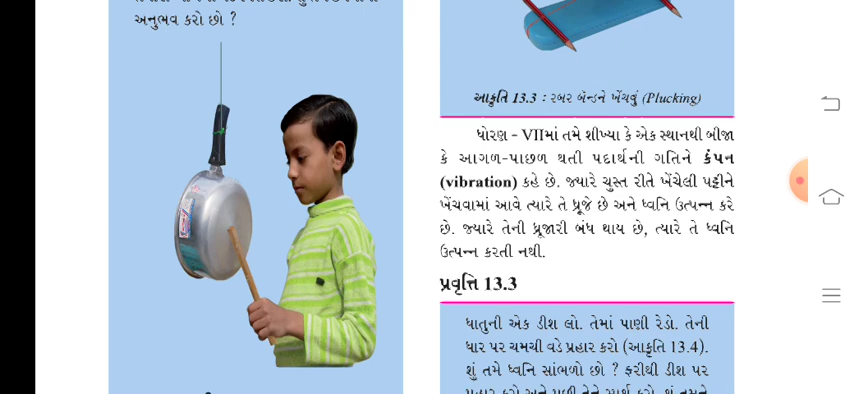 અનુભવ કરો છો ?
આકૃતિ 13.3 : રબર બૅન્ડને ખેંચવું (Plucking)
ધોરણ - VIIમાં તમે શીખ્યા કે એક સ્થાનથી બીજા
કે આગળ-પાછળ થતી પદાર્થની ગતિને કંપન
(vibration) કહે છે. જ્યારે ચુસ્ત રીતે ખેંચેલી પટ્ટીને
ખેંચવામાં આવે ત્યારે તે ધ્રૂજે છે અને ધ્વનિ ઉત્પન્ન કરે
છે. જ્યારે તેની ધ્રૂજારી બંધ થાય છે, ત્યારે તે ધ્વનિ
ઉત્પન્ન કરતી નથી.
પ્રવૃત્તિ 13.3
ધાતુની એક ડીશ લો. તેમાં પાણી રેડો. તેની
ધાર પર ચમચી વડે પ્રહાર કરો (આકૃતિ 13.4).
શું તમે ધ્વનિ સાંભળો છો ? ફરીથી ડીશ પર